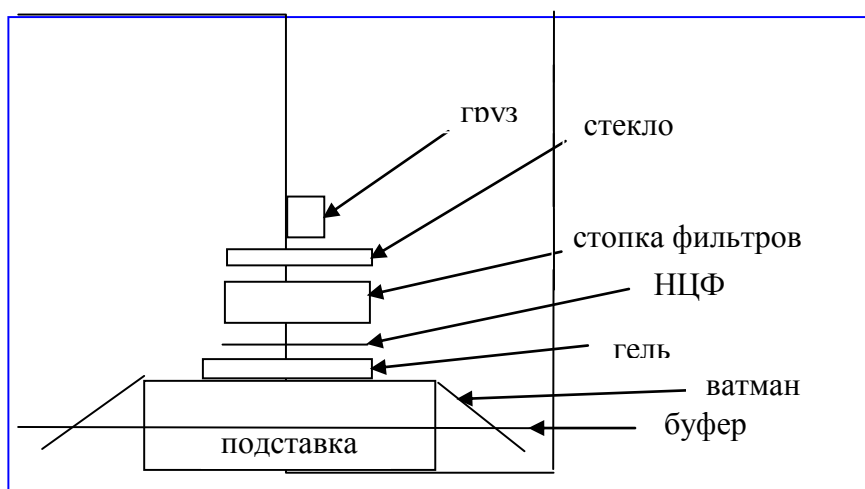 груз
стекло
стопка фильтров
НЦФ
гель
ватман
буфер
подставка